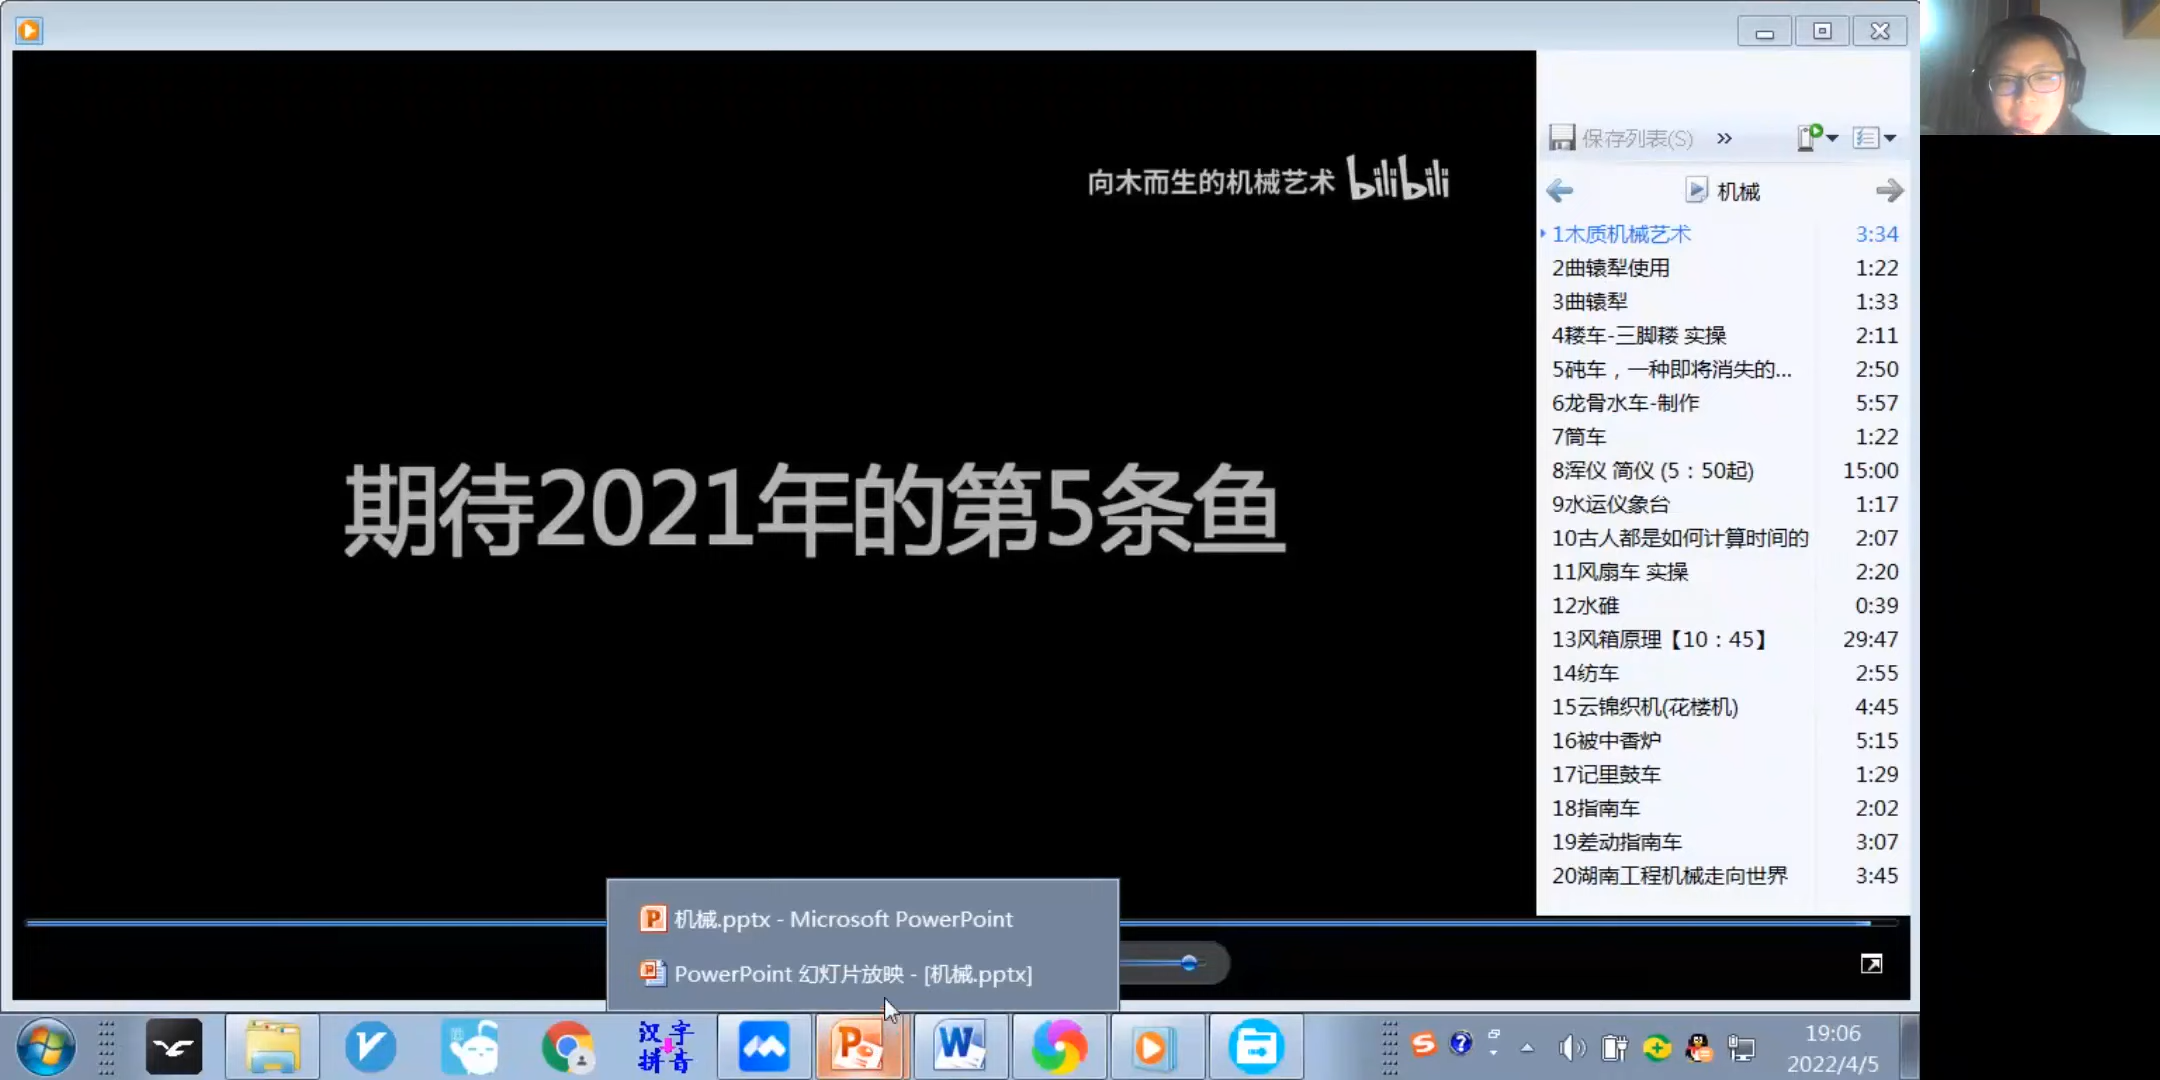 向木而生的机械艺术 bilibili
期待2021年的第5条鱼
保存列表(S) »
机械
1木质机械艺术 3:34
2曲辕犁使用 1:22
3曲辕犁 1:33
4耧车-三脚耧 实操 2:11
5砘车，一种即将消失的... 2:50
6龙骨水车-制作 5:57
7筒车 1:22
8浑仪 简仪 (5：50起) 15:00
9水运仪象台 1:17
10古人都是如何计算时间的 2:07
11风扇车 实操 2:20
12水碓 0:39
13风箱原理【10：45】 29:47
14纺车 2:55
15云锦织机(花楼机) 4:45
16被中香炉 5:15
17记里鼓车 1:29
18指南车 2:02
19差动指南车 3:07
20湖南工程机械走向世界 3:45
机械.pptx - Microsoft PowerPoint
PowerPoint 幻灯片放映 - [机械.pptx]
汉字
拼音
19:06
2022/4/5